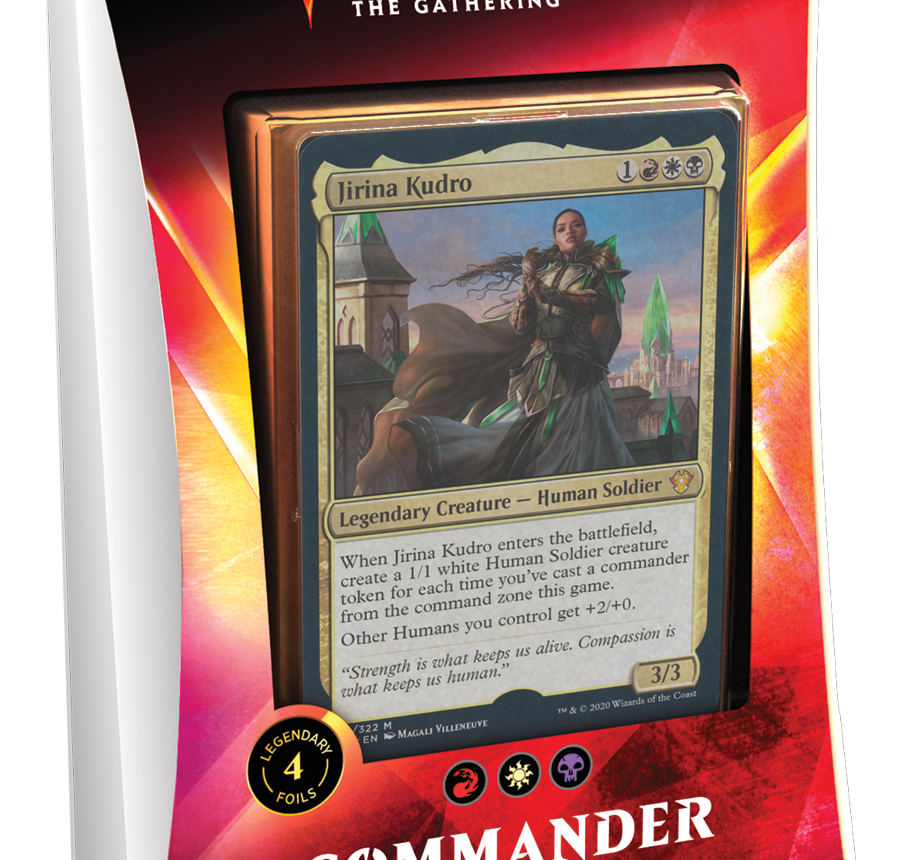 THE GATHERING
Jirina Kudro
1
Legendary Creature — Human Soldier
When Jirina Kudro enters the battlefield,
create a 1/1 white Human Soldier creature
token for each time you've cast a commander
from the command zone this game.
Other Humans you control get +2/+0.
“Strength is what keeps us alive. Compassion is
what keeps us human.”
3/3
/322 M
EN MAGALI VILLENEUVE
™ & © 2020 Wizards of the Coast
LEGENDARY
4
FOILS
COMMANDER